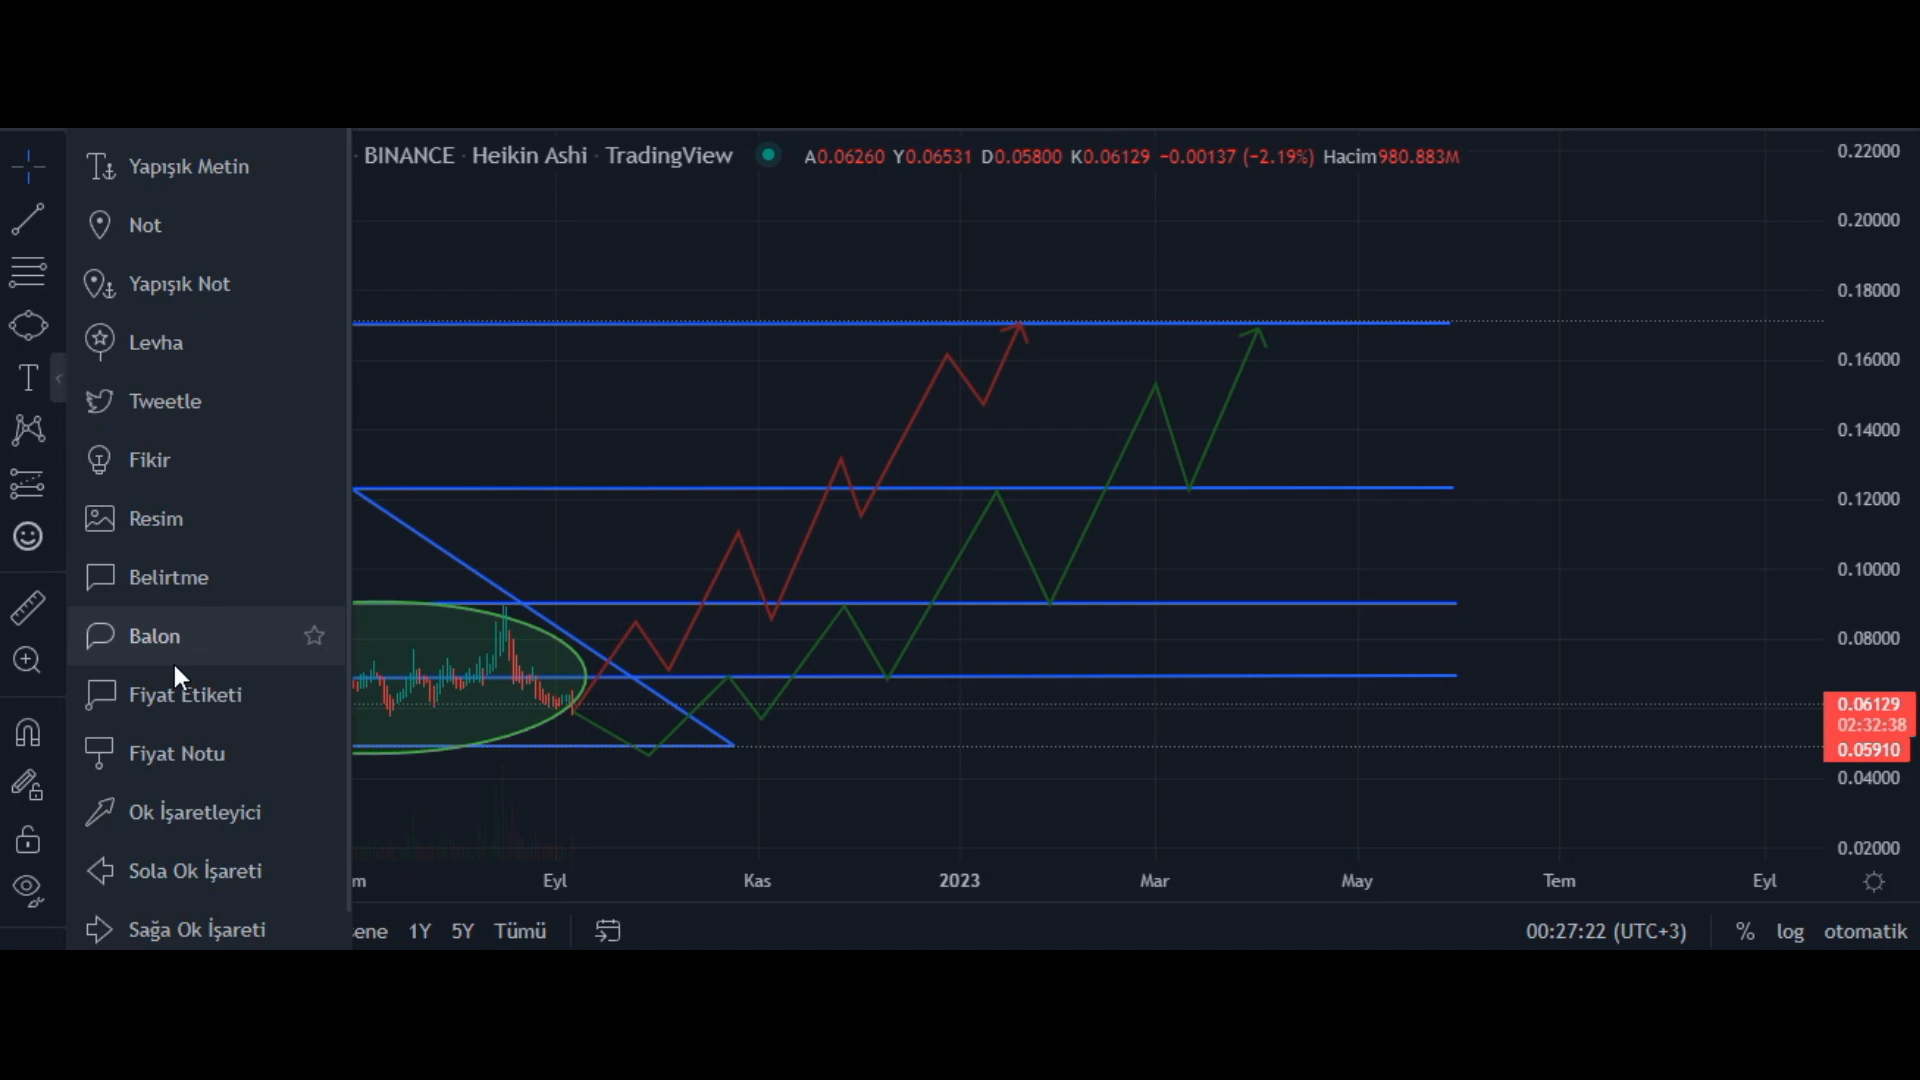 BINANCE · Heikin Ashi · TradingView A0.06260 Y0.06531 D0.05800 K0.06129 −0.00137 (−2.19%) Hacim980.883M
Yapışık Metin
Not
Yapışık Not
Levha
Tweetle
Fikir
Resim
Belirtme
Balon
Fiyat Etiketi
Fiyat Notu
Ok İşaretleyici
Sola Ok İşareti
Sağa Ok İşareti
0.22000
0.20000
0.18000
0.16000
0.14000
0.12000
0.10000
0.08000
0.06129
02:32:38
0.05910
0.04000
0.02000
m Eyl Kas 2023 Mar May Tem Eyl
sene 1Y 5Y Tümü 00:27:22 (UTC+3) % log otomatik